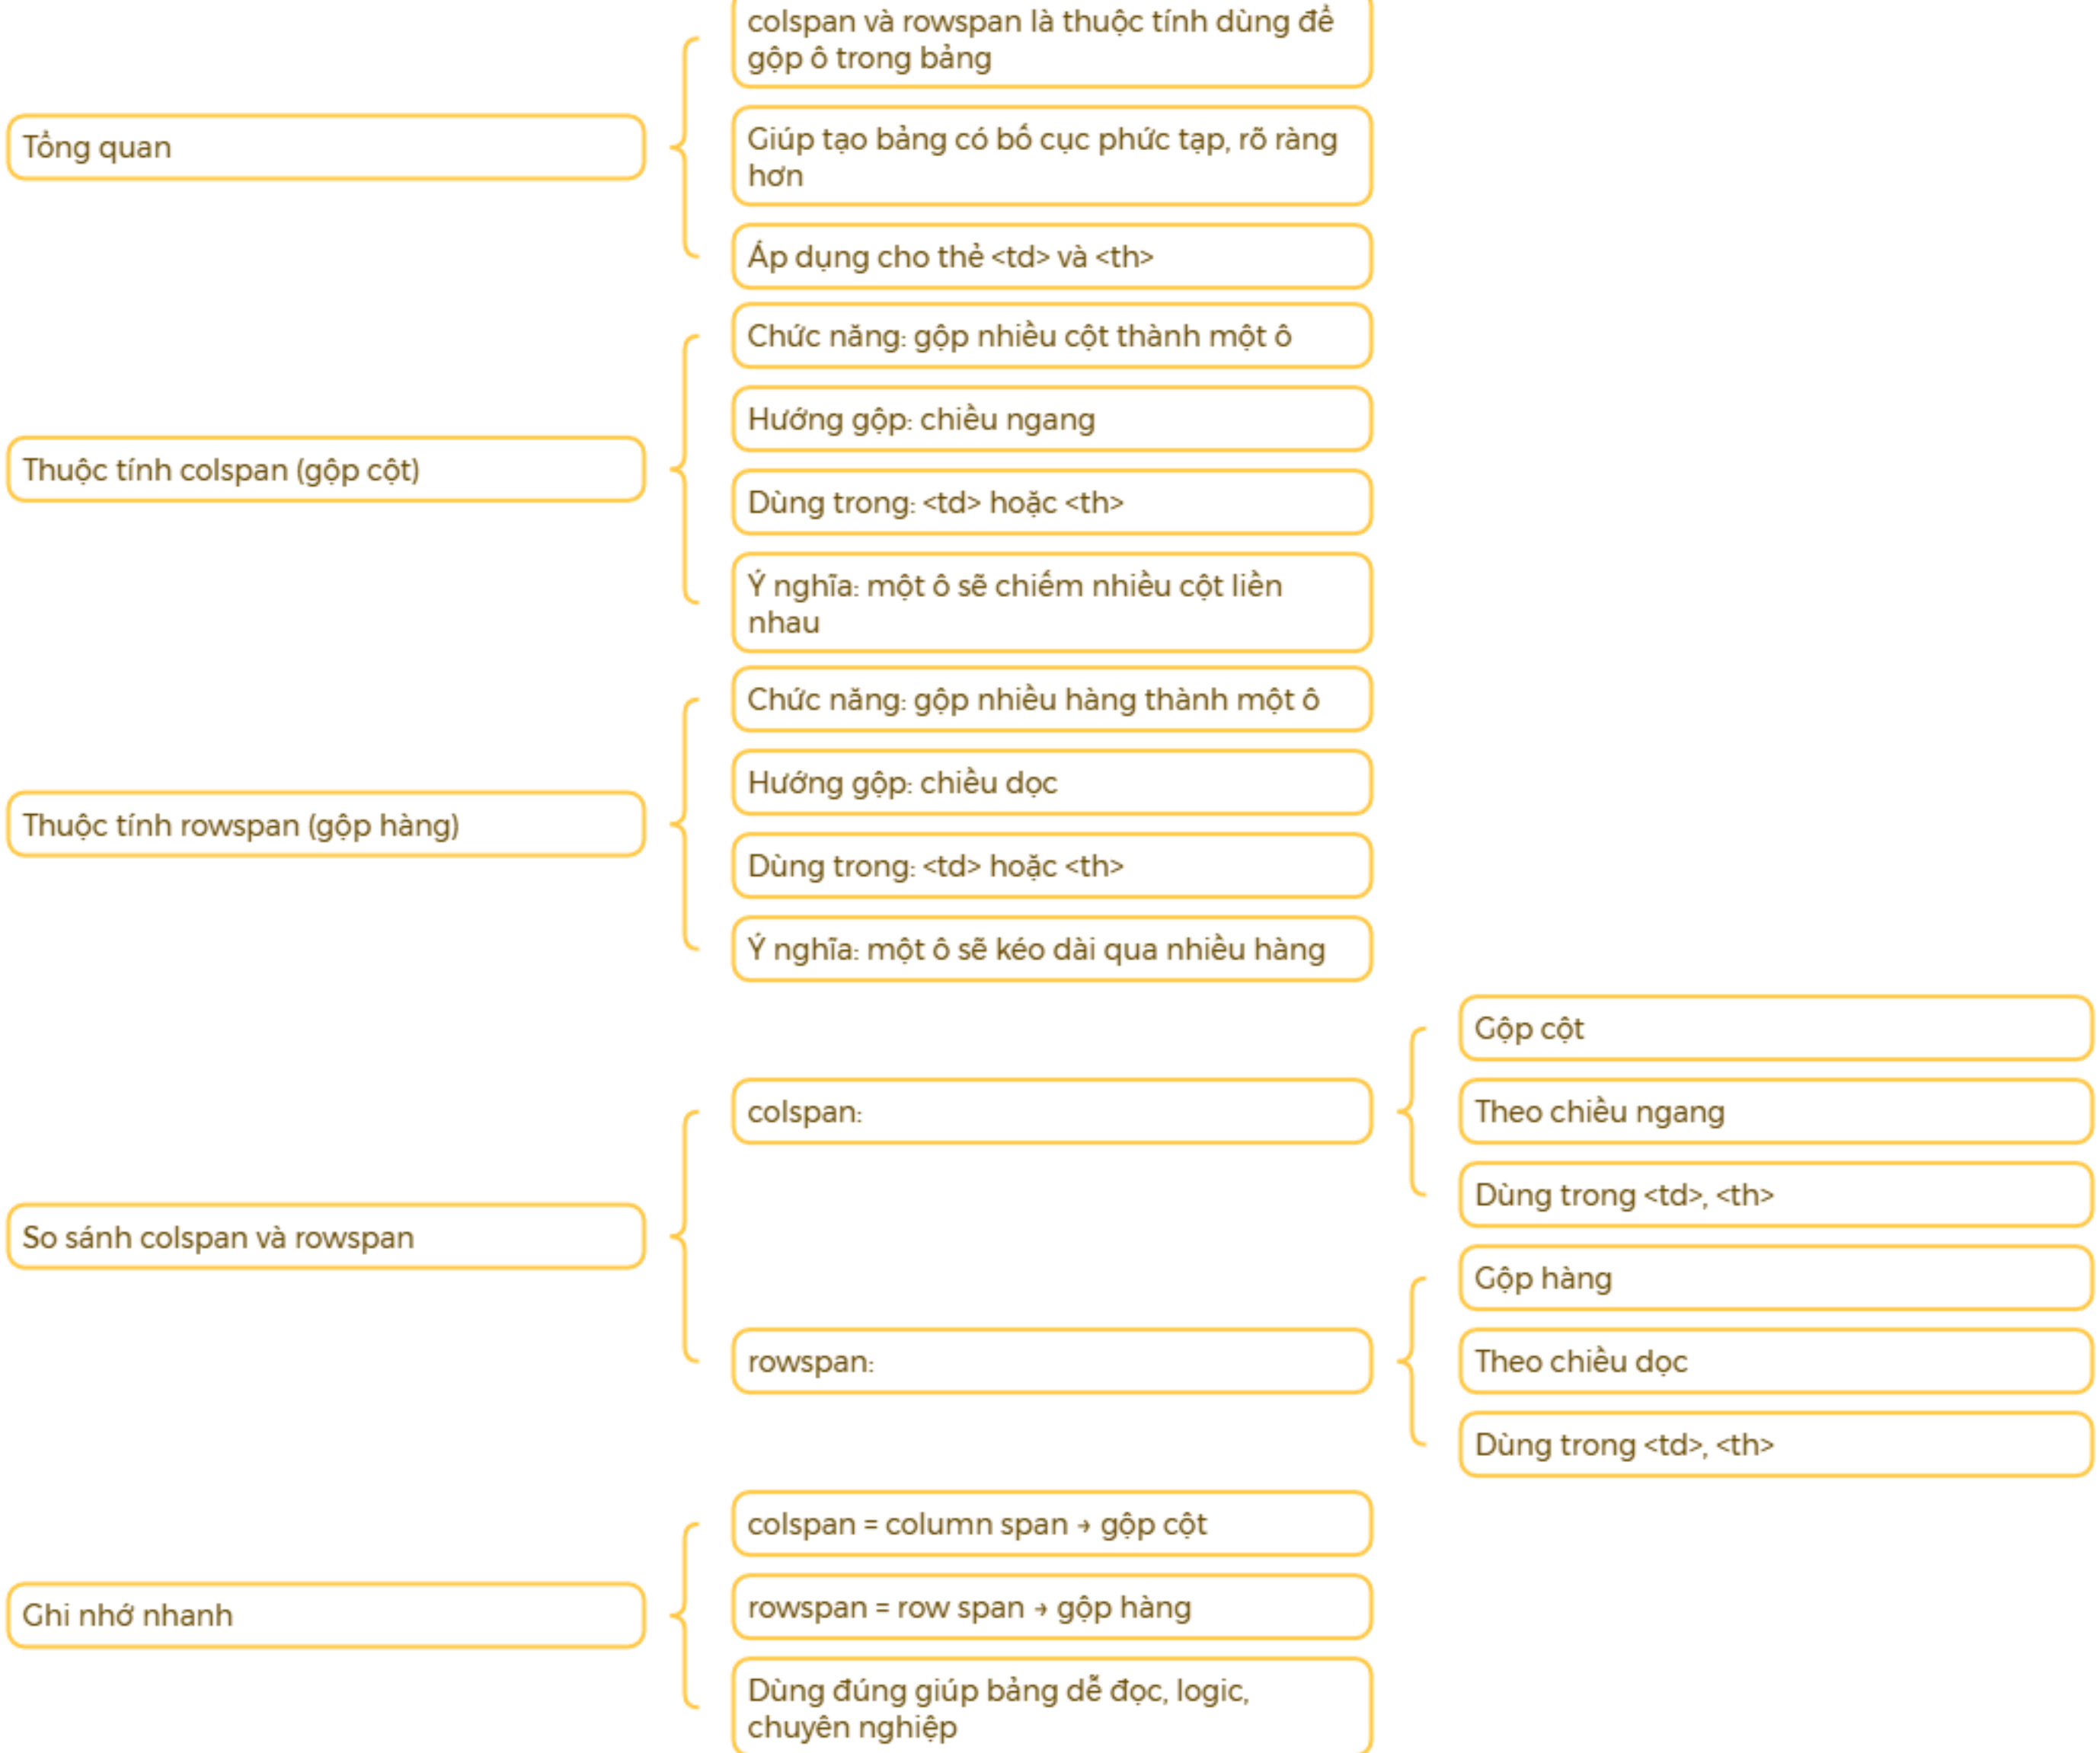 Tổng quan
colspan và rowspan là thuộc tính dùng để
gộp ô trong bảng
Giúp tạo bảng có bố cục phức tạp, rõ ràng
hơn
Áp dụng cho thẻ <td> và <th>
Thuộc tính colspan (gộp cột)
Chức năng: gộp nhiều cột thành một ô
Hướng gộp: chiều ngang
Dùng trong: <td> hoặc <th>
Ý nghĩa: một ô sẽ chiếm nhiều cột liền
nhau
Thuộc tính rowspan (gộp hàng)
Chức năng: gộp nhiều hàng thành một ô
Hướng gộp: chiều dọc
Dùng trong: <td> hoặc <th>
Ý nghĩa: một ô sẽ kéo dài qua nhiều hàng
So sánh colspan và rowspan
colspan:
Gộp cột
Theo chiều ngang
Dùng trong <td>, <th>
rowspan:
Gộp hàng
Theo chiều dọc
Dùng trong <td>, <th>
Ghi nhớ nhanh
colspan = column span → gộp cột
rowspan = row span → gộp hàng
Dùng đúng giúp bảng dễ đọc, logic,
chuyên nghiệp